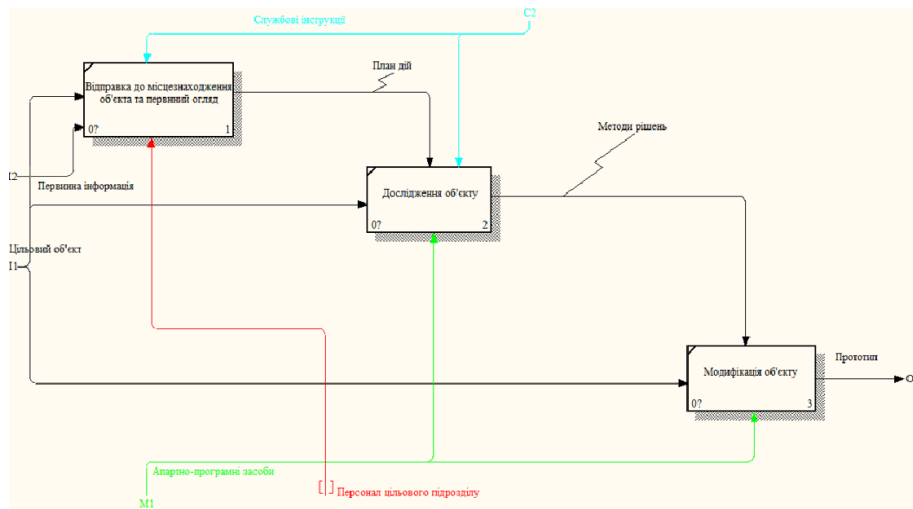 C2
Службові інструкції
План дій
Відправка до місцезнаходження
об'єкта та первинний огляд
0? 1
Методи рішень
I2
Первинна інформація
Дослідження об'єкту
0? 2
Цільовий об'єкт
I1
Прототип
Модифікація об'єкту
O
0? 3
Апартно-програмні засоби
Персонал цільового підрозділу
M1